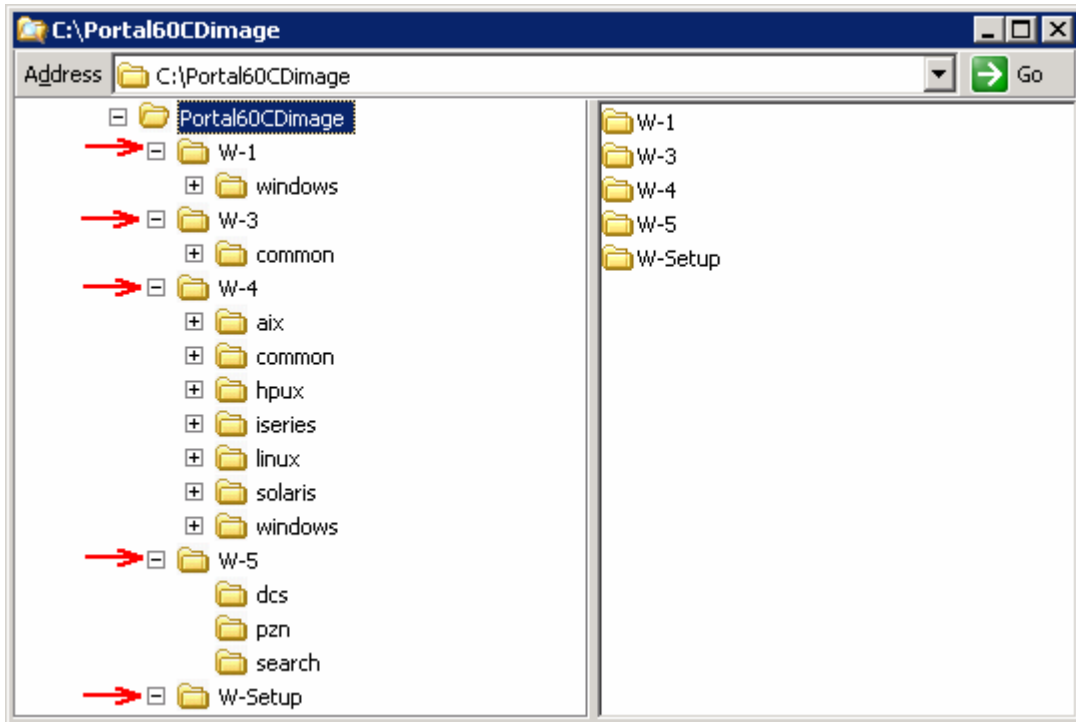 C:\Portal60CDimage
Address C:\Portal60CDimage Go
Portal60CDimage
W-1
windows
W-3
common
W-4
aix
common
hpux
iseries
linux
solaris
windows
W-5
dcs
pzn
search
W-Setup
W-1
W-3
W-4
W-5
W-Setup